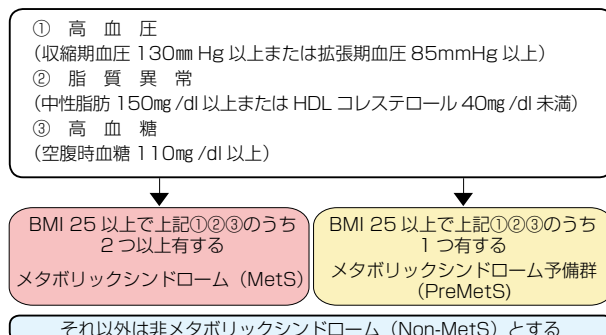 ① 高 血 圧
（収縮期血圧 130㎜ Hg 以上または拡張期血圧 85mmHg 以上）
② 脂 質 異 常
（中性脂肪 150㎎ /dl 以上または HDL コレステロール 40㎎ /dl 未満）
③ 高 血 糖
（空腹時血糖 110㎎ /dl 以上）
BMI 25 以上で上記①②③のうち
2 つ以上有する
メタボリックシンドローム（MetS）
BMI 25 以上で上記①②③のうち
1 つ有する
メタボリックシンドローム予備群
（PreMetS）
それ以外は非メタボリックシンドローム（Non-MetS）とする